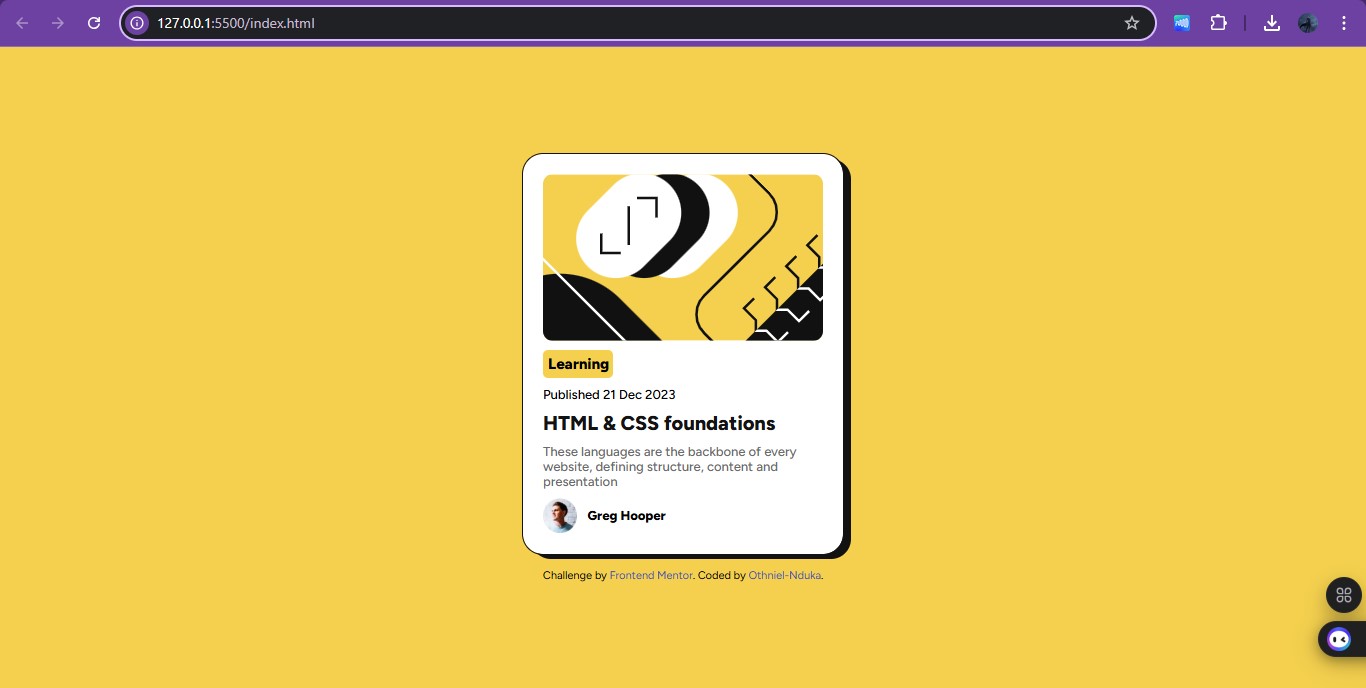 127.0.0.1:5500/index.html
Learning
Published 21 Dec 2023
HTML & CSS foundations
These languages are the backbone of every
website, defining structure, content and
presentation
Greg Hooper
Challenge by Frontend Mentor. Coded by Othniel-Nduka.